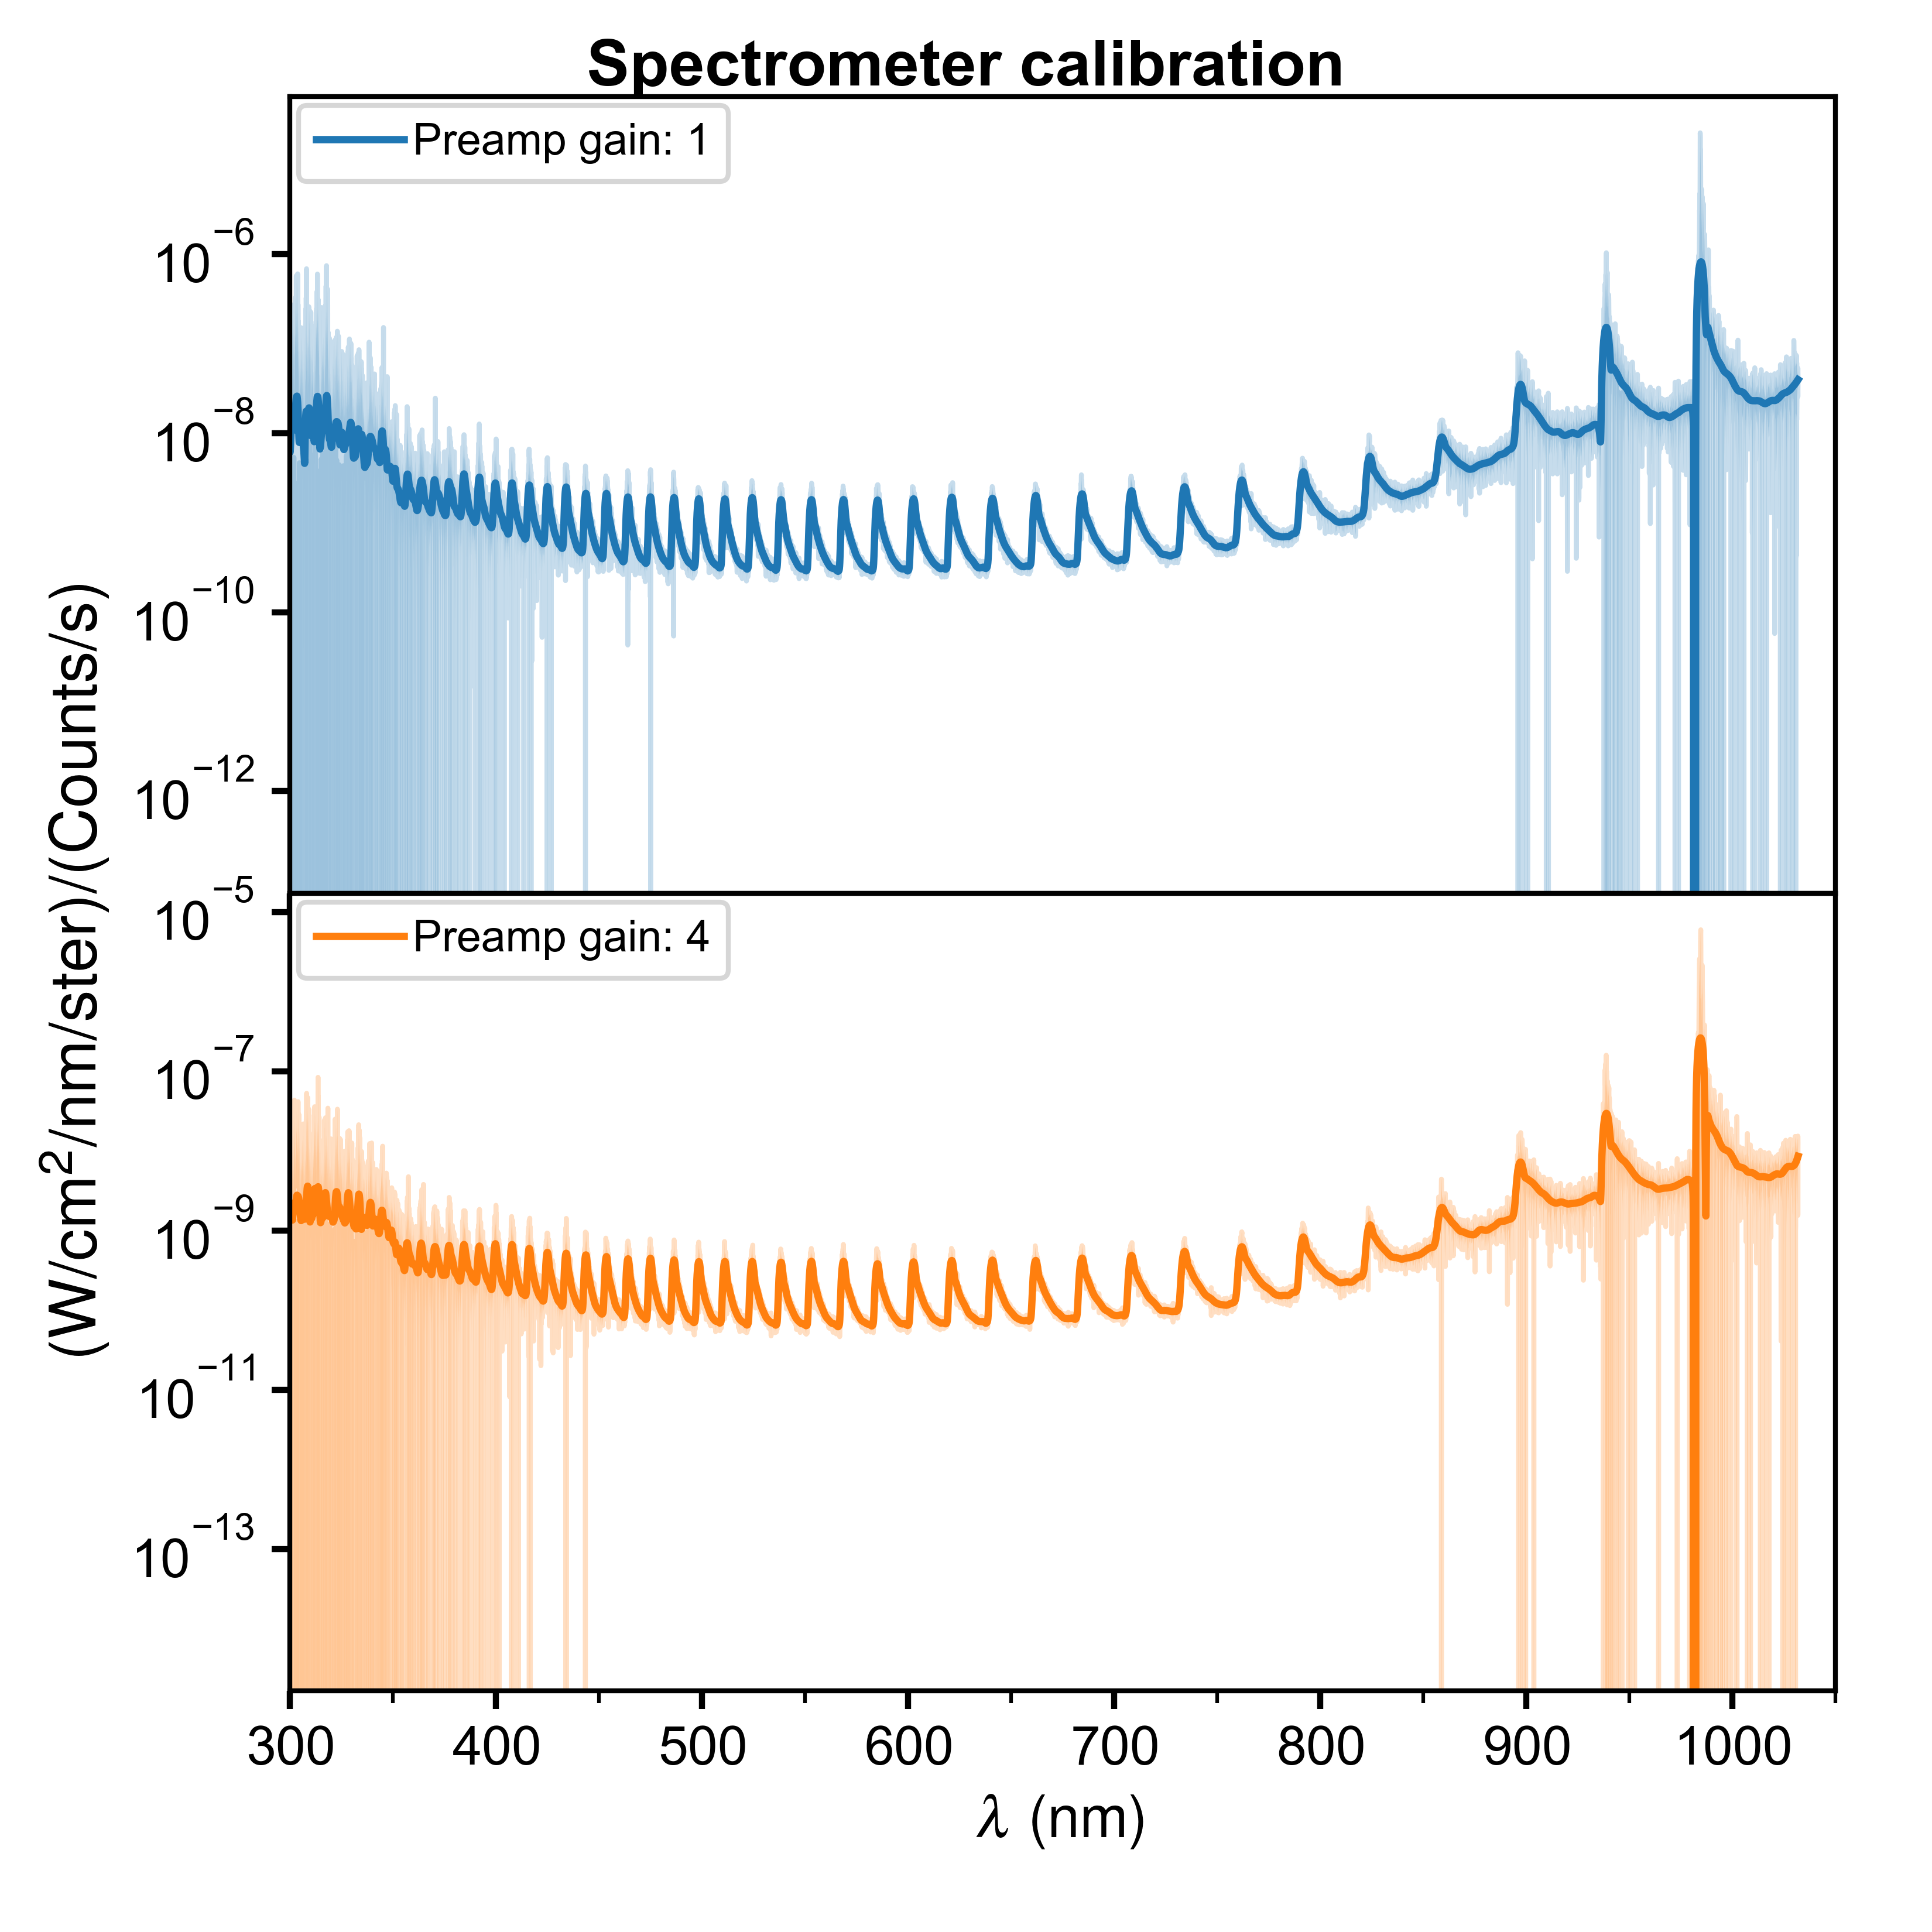 Spectrometer calibration
Preamp gain: 1
10⁻⁶
10⁻⁸
10⁻¹⁰
10⁻¹²
(W/cm²/nm/ster)/(Counts/s)
Preamp gain: 4
10⁻⁵
10⁻⁷
10⁻⁹
10⁻¹¹
10⁻¹³
300 400 500 600 700 800 900 1000
λ (nm)